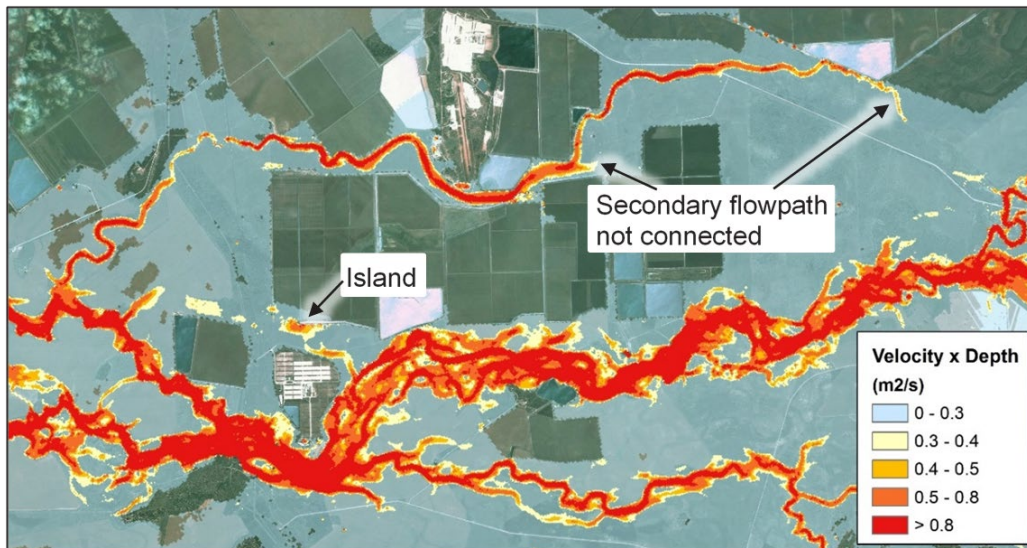 Secondary flowpath
not connected
Island
Velocity x Depth
(m2/s)
0 - 0.3
0.3 - 0.4
0.4 - 0.5
0.5 - 0.8
> 0.8